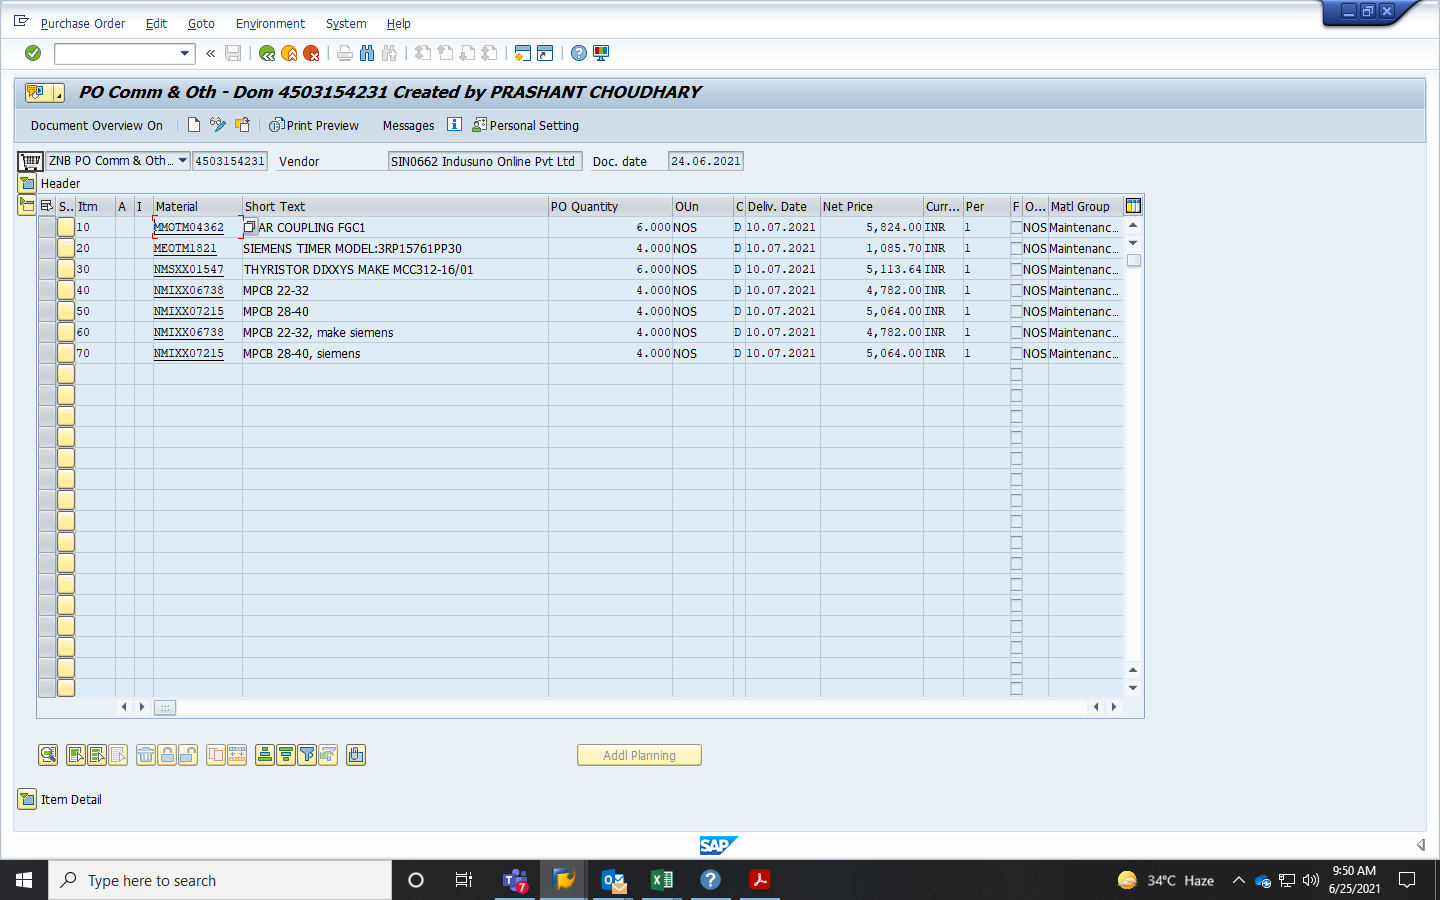 Purchase Order Edit Goto Environment System Help
PO Comm & Oth - Dom 4503154231 Created by PRASHANT CHOUDHARY
Document Overview On Print Preview Messages Personal Setting
ZNB PO Comm & Oth... 4503154231 Vendor SIN0662 Indusuno Online Pvt Ltd Doc. date 24.06.2021
Header
S.. Itm A I Material Short Text PO Quantity OUn C Deliv. Date Net Price Curr... Per F O... Matl Group
10 MMOTM04362 AR COUPLING FGC1 6.000 NOS D 10.07.2021 5,824.00 INR 1 NOS Maintenanc...
20 MEOTM1821 SIEMENS TIMER MODEL:3RP15761PP30 4.000 NOS D 10.07.2021 1,085.70 INR 1 NOS Maintenanc...
30 NMSXX01547 THYRISTOR DIXXYS MAKE MCC312-16/01 6.000 NOS D 10.07.2021 5,113.64 INR 1 NOS Maintenanc...
40 NMIXX06738 MPCB 22-32 4.000 NOS D 10.07.2021 4,782.00 INR 1 NOS Maintenanc...
50 NMIXX07215 MPCB 28-40 4.000 NOS D 10.07.2021 5,064.00 INR 1 NOS Maintenanc...
60 NMIXX06738 MPCB 22-32, make siemens 4.000 NOS D 10.07.2021 4,782.00 INR 1 NOS Maintenanc...
70 NMIXX07215 MPCB 28-40, siemens 4.000 NOS D 10.07.2021 5,064.00 INR 1 NOS Maintenanc...
Addl Planning
Item Detail
SAP
Type here to search 7 34°C Haze 9:50 AM
6/25/2021